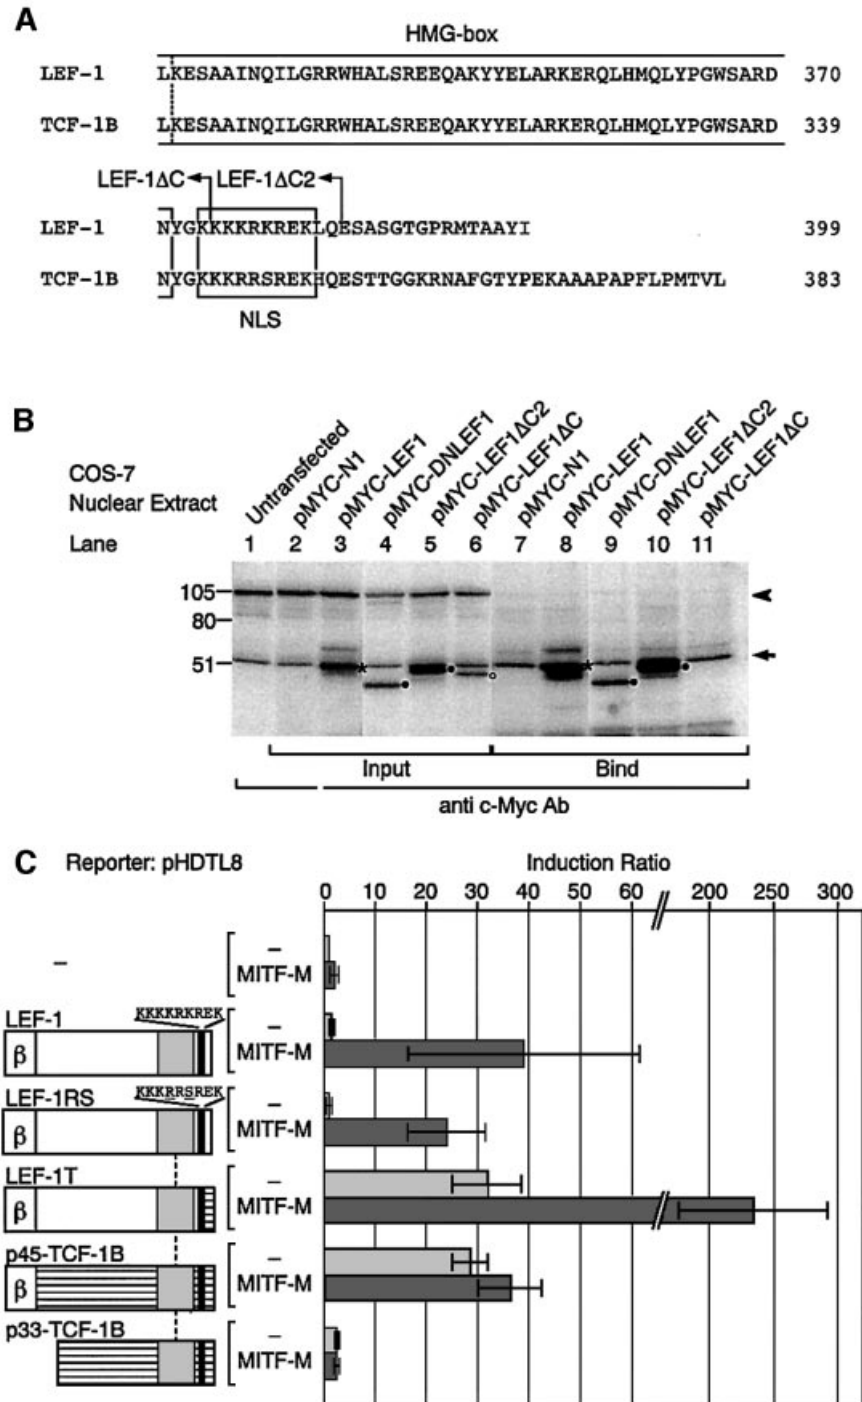 A
HMG-box
LEF-1 LKESAAINQILGRRWHALSREEQAKYYELARKERQLHMQLYPGWSARD 370
TCF-1B LKESAAINQILGRRWHALSREEQAKYYELARKERQLHMQLYPGWSARD 339
LEF-1ΔC LEF-1ΔC2
LEF-1 NYGKKKKRKREKLQESASGTGPRMTAAYI 399
TCF-1B NYGKKKRRSREKHQESTTGGKRNAFGTYPEKAAAPAPFLPMTVL 383
NLS
B
COS-7
Nuclear Extract
Untransfected pMYC-N1 pMYC-LEF1 pMYC-DNLEF1 pMYC-LEF1ΔC2 pMYC-LEF1ΔC pMYC-N1 pMYC-LEF1 pMYC-DNLEF1 pMYC-LEF1ΔC2 pMYC-LEF1ΔC
Lane 1 2 3 4 5 6 7 8 9 10 11
105
80
51
Input Bind
anti c-Myc Ab
C Reporter: pHDTL8 Induction Ratio
0 10 20 30 40 50 60 200 250 300
– –
MITF-M
LEF-1 KKKKRKREK –
β MITF-M
LEF-1RS KKKRRSREK –
β MITF-M
LEF-1T –
β MITF-M
p45-TCF-1B –
β MITF-M
p33-TCF-1B –
MITF-M